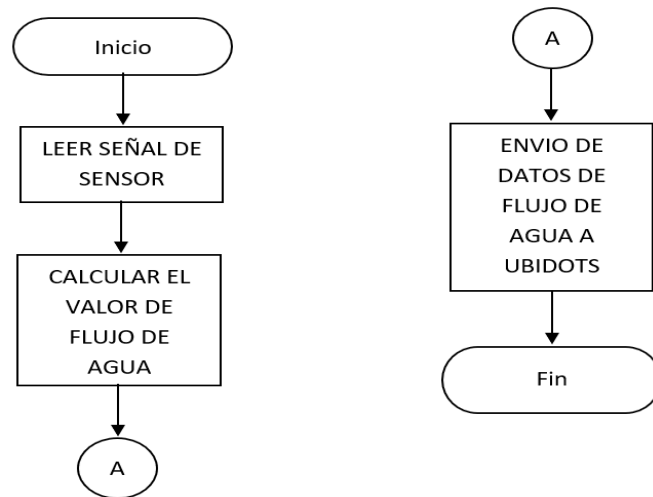 Inicio
LEER SEÑAL DE
SENSOR
CALCULAR EL
VALOR DE
FLUJO DE
AGUA
A
A
ENVIO DE
DATOS DE
FLUJO DE
AGUA A
UBIDOTS
Fin